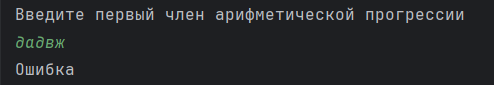 Введите первый член арифметической прогрессии
дадвж
Ошибка